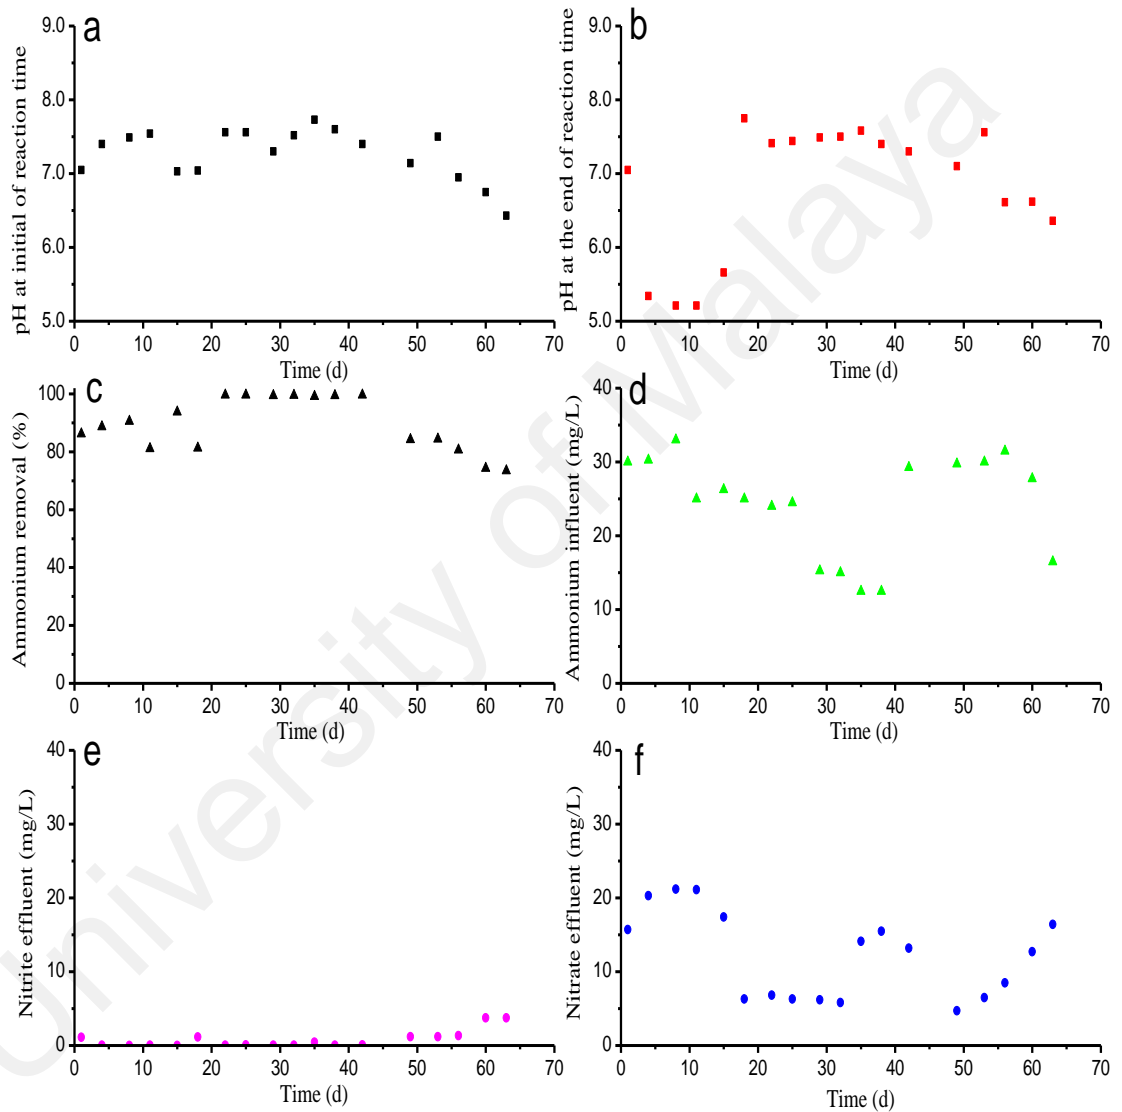 a
9.0
8.0
7.0
6.0
5.0
0 10 20 30 40 50 60 70
pH at initial of reaction time
Time (d)
b
9.0
8.0
7.0
6.0
5.0
0 10 20 30 40 50 60 70
pH at the end of reaction time
Time (d)
c
100
80
60
40
20
0
0 10 20 30 40 50 60 70
Ammonium removal (%)
Time (d)
d
40
30
20
10
0
0 10 20 30 40 50 60 70
Ammonium influent (mg/L)
Time (d)
e
40
30
20
10
0
0 10 20 30 40 50 60 70
Nitrite effluent (mg/L)
Time (d)
f
40
30
20
10
0
0 10 20 30 40 50 60 70
Nitrate effluent (mg/L)
Time (d)
University of Malaya